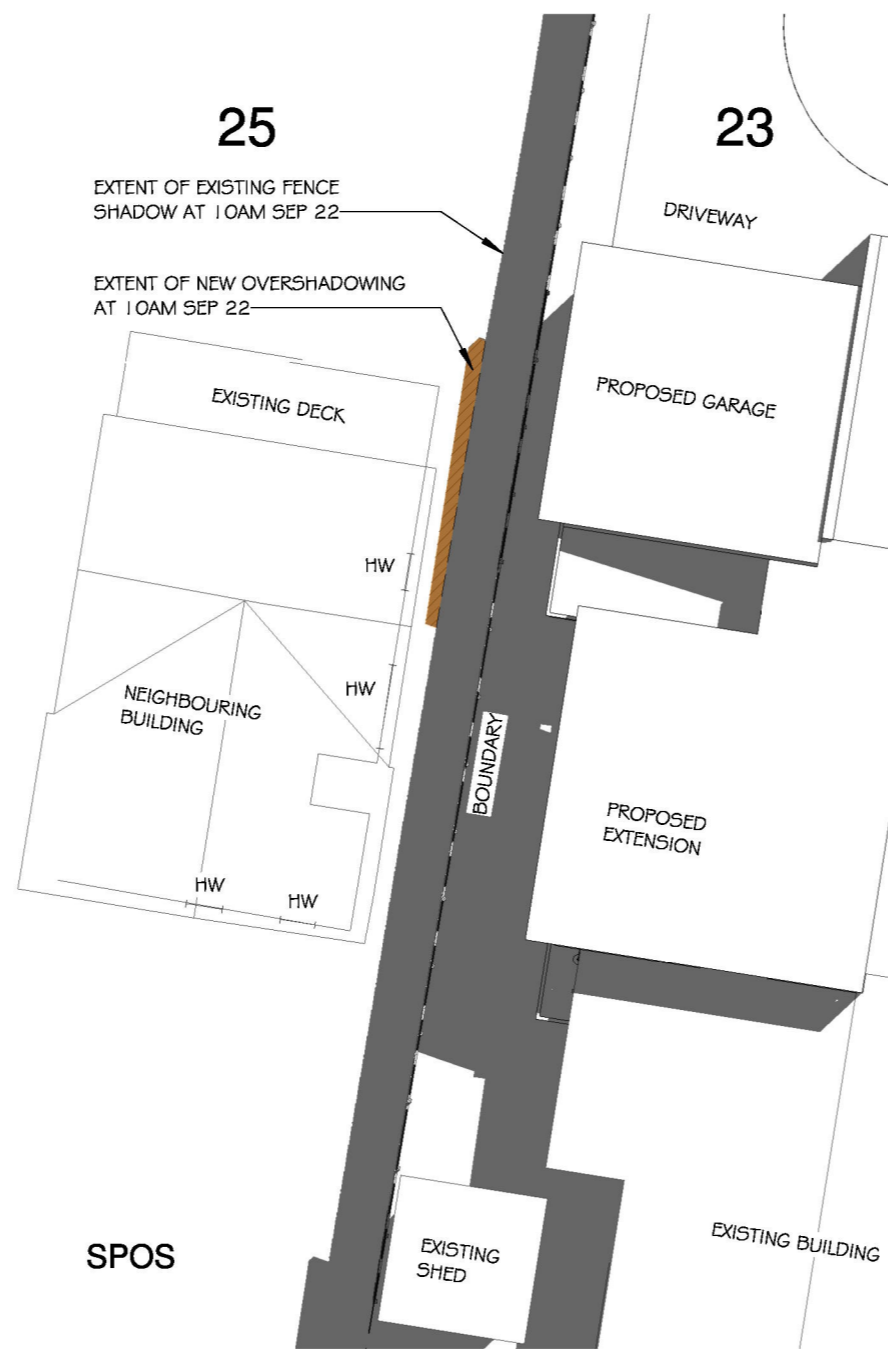 25
23
EXTENT OF EXISTING FENCE
SHADOW AT 10AM SEP 22
DRIVEWAY
EXTENT OF NEW OVERSHADOWING
AT 10AM SEP 22
PROPOSED GARAGE
EXISTING DECK
HW
HW
NEIGHBOURING
BUILDING
BOUNDARY
PROPOSED
EXTENSION
HW
HW
SPOS
EXISTING
SHED
EXISTING BUILDING